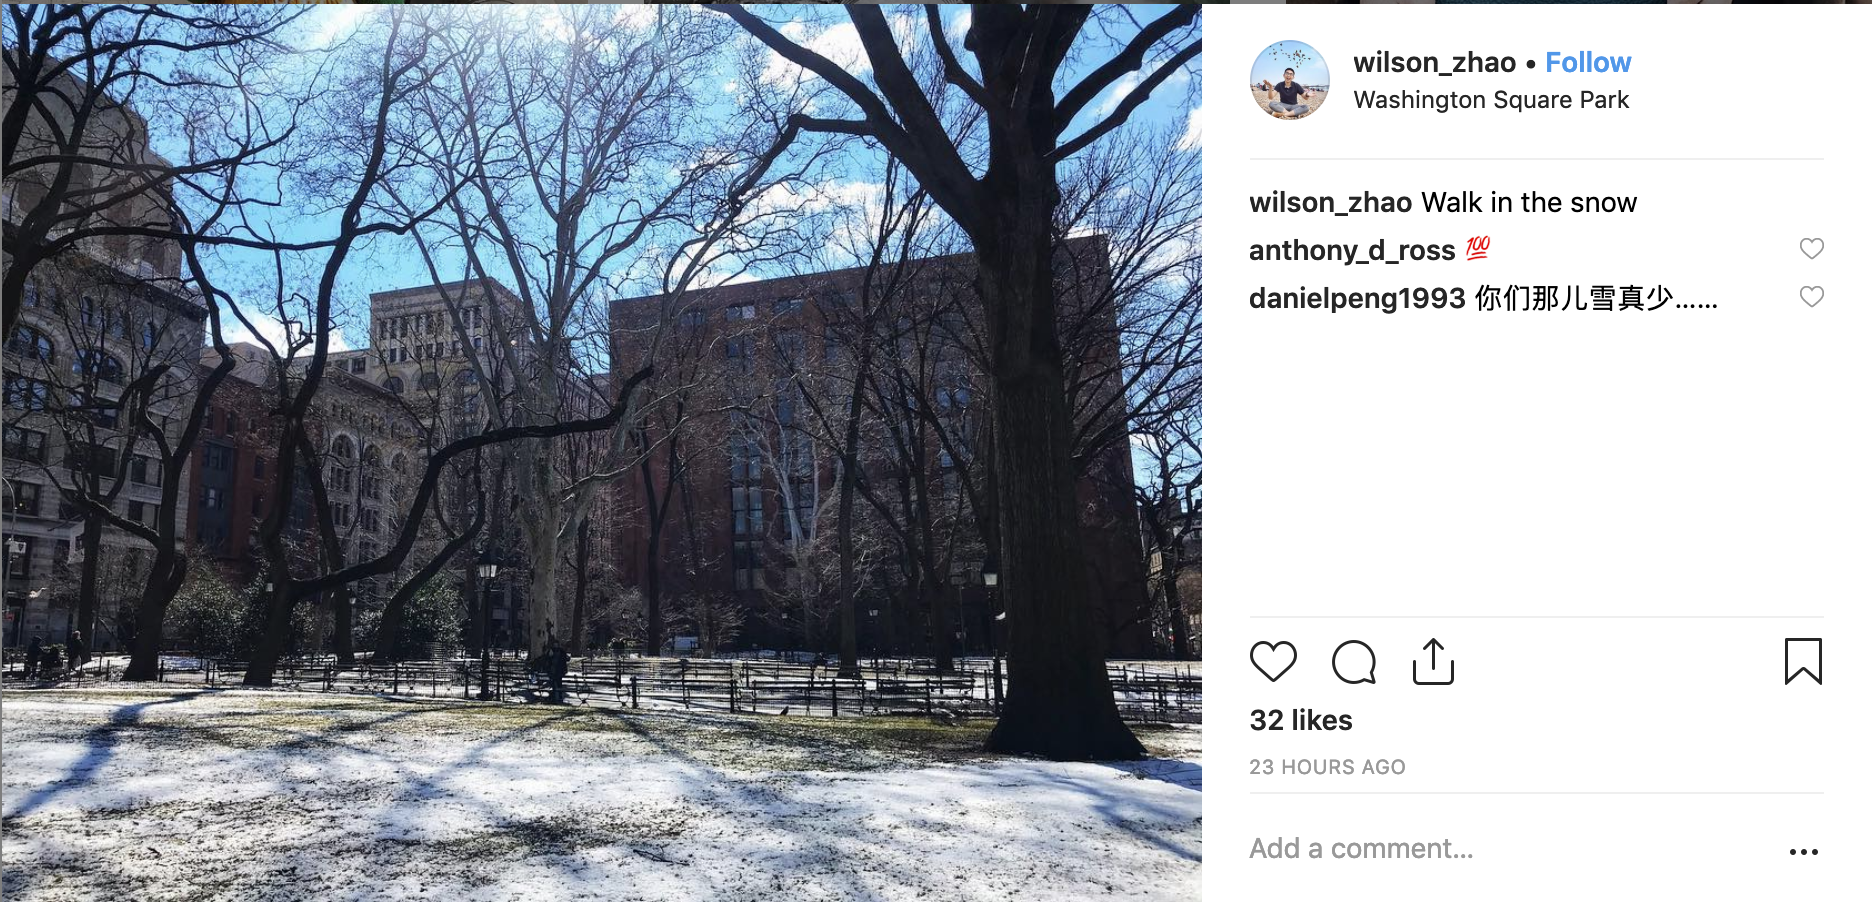 wilson_zhao • Follow
Washington Square Park
wilson_zhao Walk in the snow
anthony_d_ross 💯
danielpeng1993 你们那儿雪真少……
32 likes
23 HOURS AGO
Add a comment...